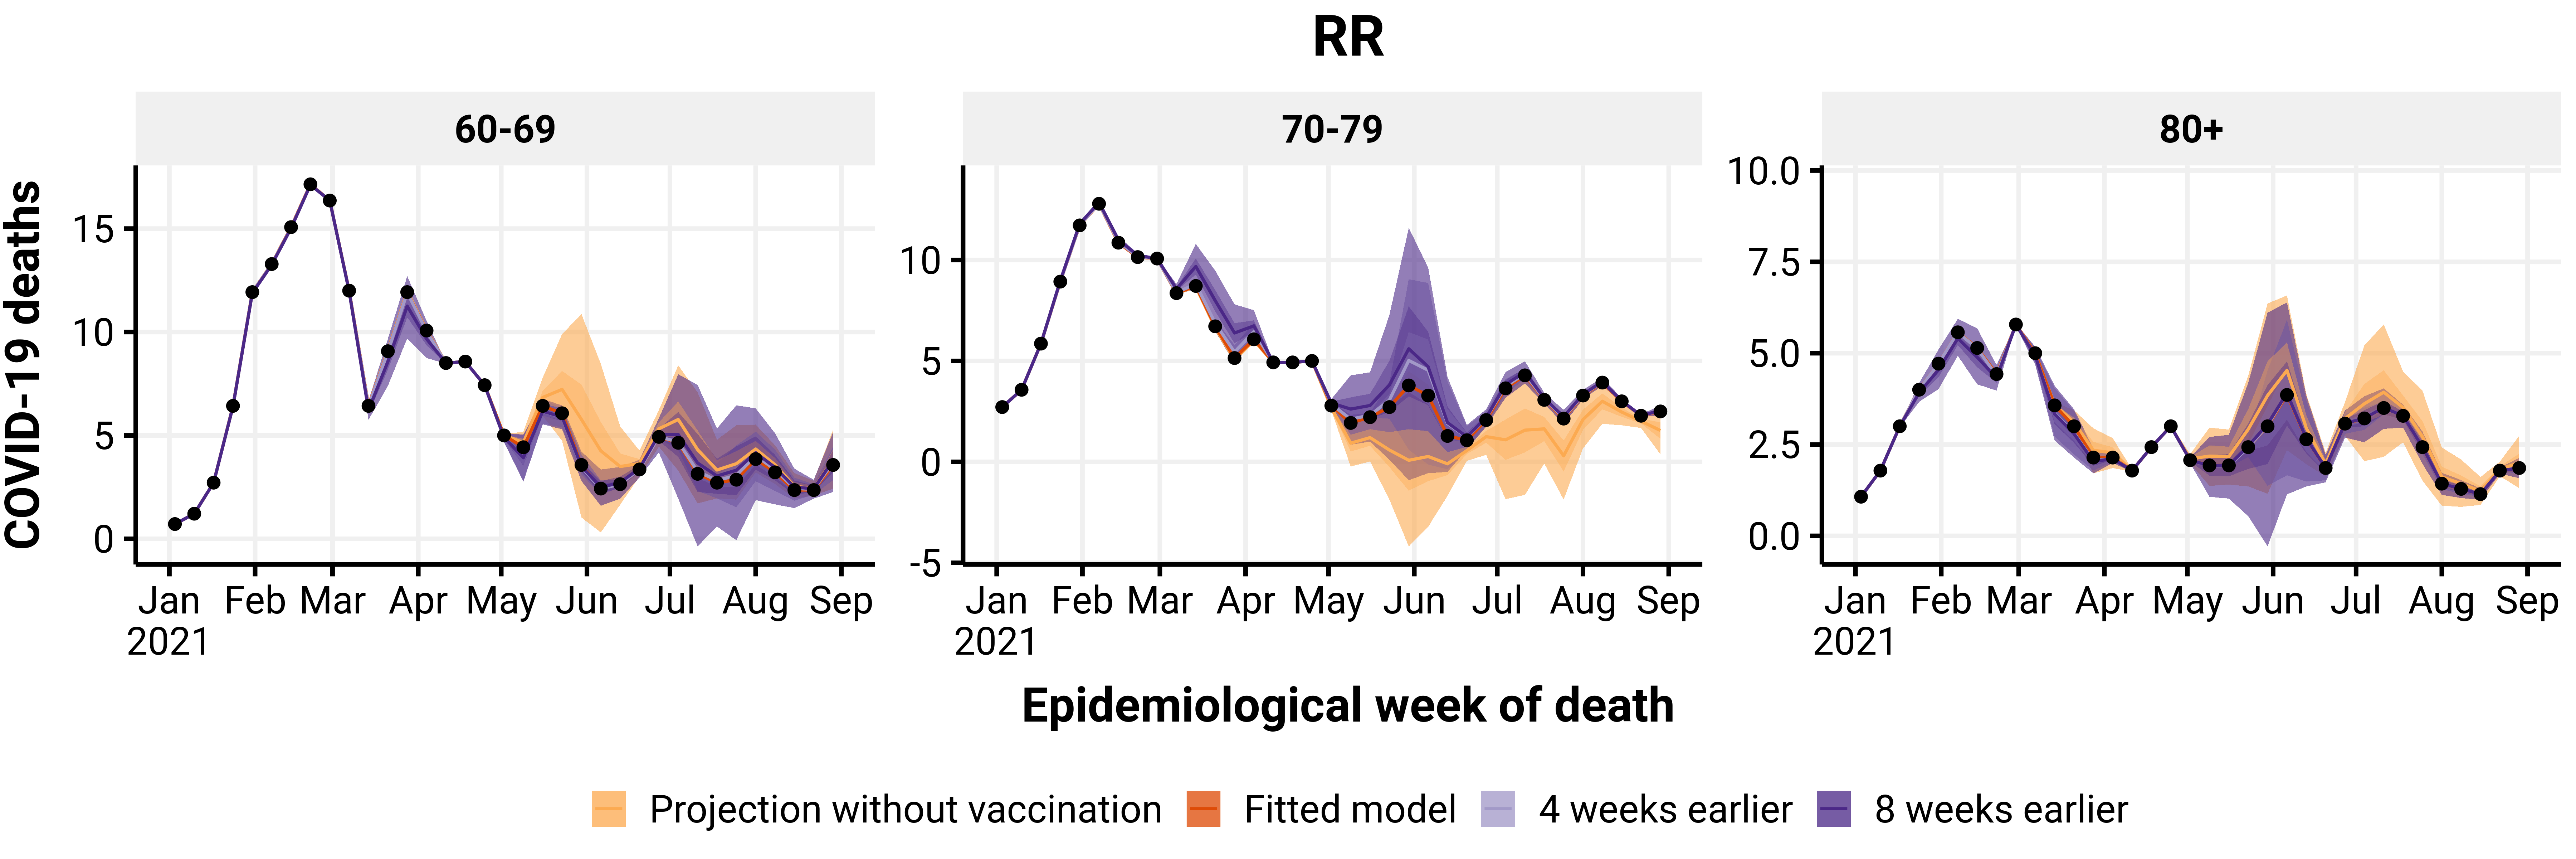 RR
60-69 70-79 80+
COVID-19 deaths
15
10
5
0
10
5
0
-5
10.0
7.5
5.0
2.5
0.0
Jan Feb Mar Apr May Jun Jul Aug Sep
2021
Jan Feb Mar Apr May Jun Jul Aug Sep
2021
Jan Feb Mar Apr May Jun Jul Aug Sep
2021
Epidemiological week of death
Projection without vaccination Fitted model 4 weeks earlier 8 weeks earlier